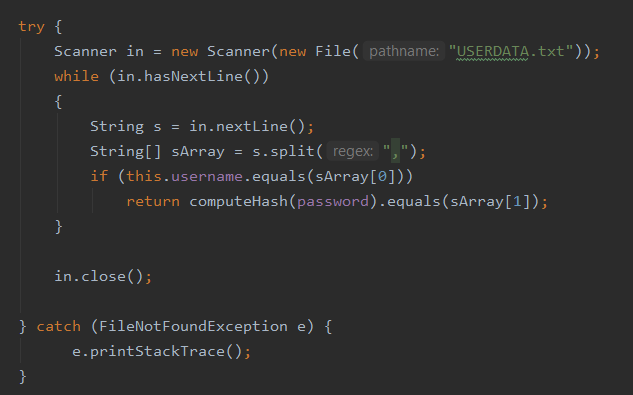 try {
Scanner in = new Scanner(new File( pathname: "USERDATA.txt"));
while (in.hasNextLine())
{
String s = in.nextLine();
String[] sArray = s.split( regex: ",");
if (this.username.equals(sArray[0]))
return computeHash(password).equals(sArray[1]);
}
in.close();
} catch (FileNotFoundException e) {
e.printStackTrace();
}